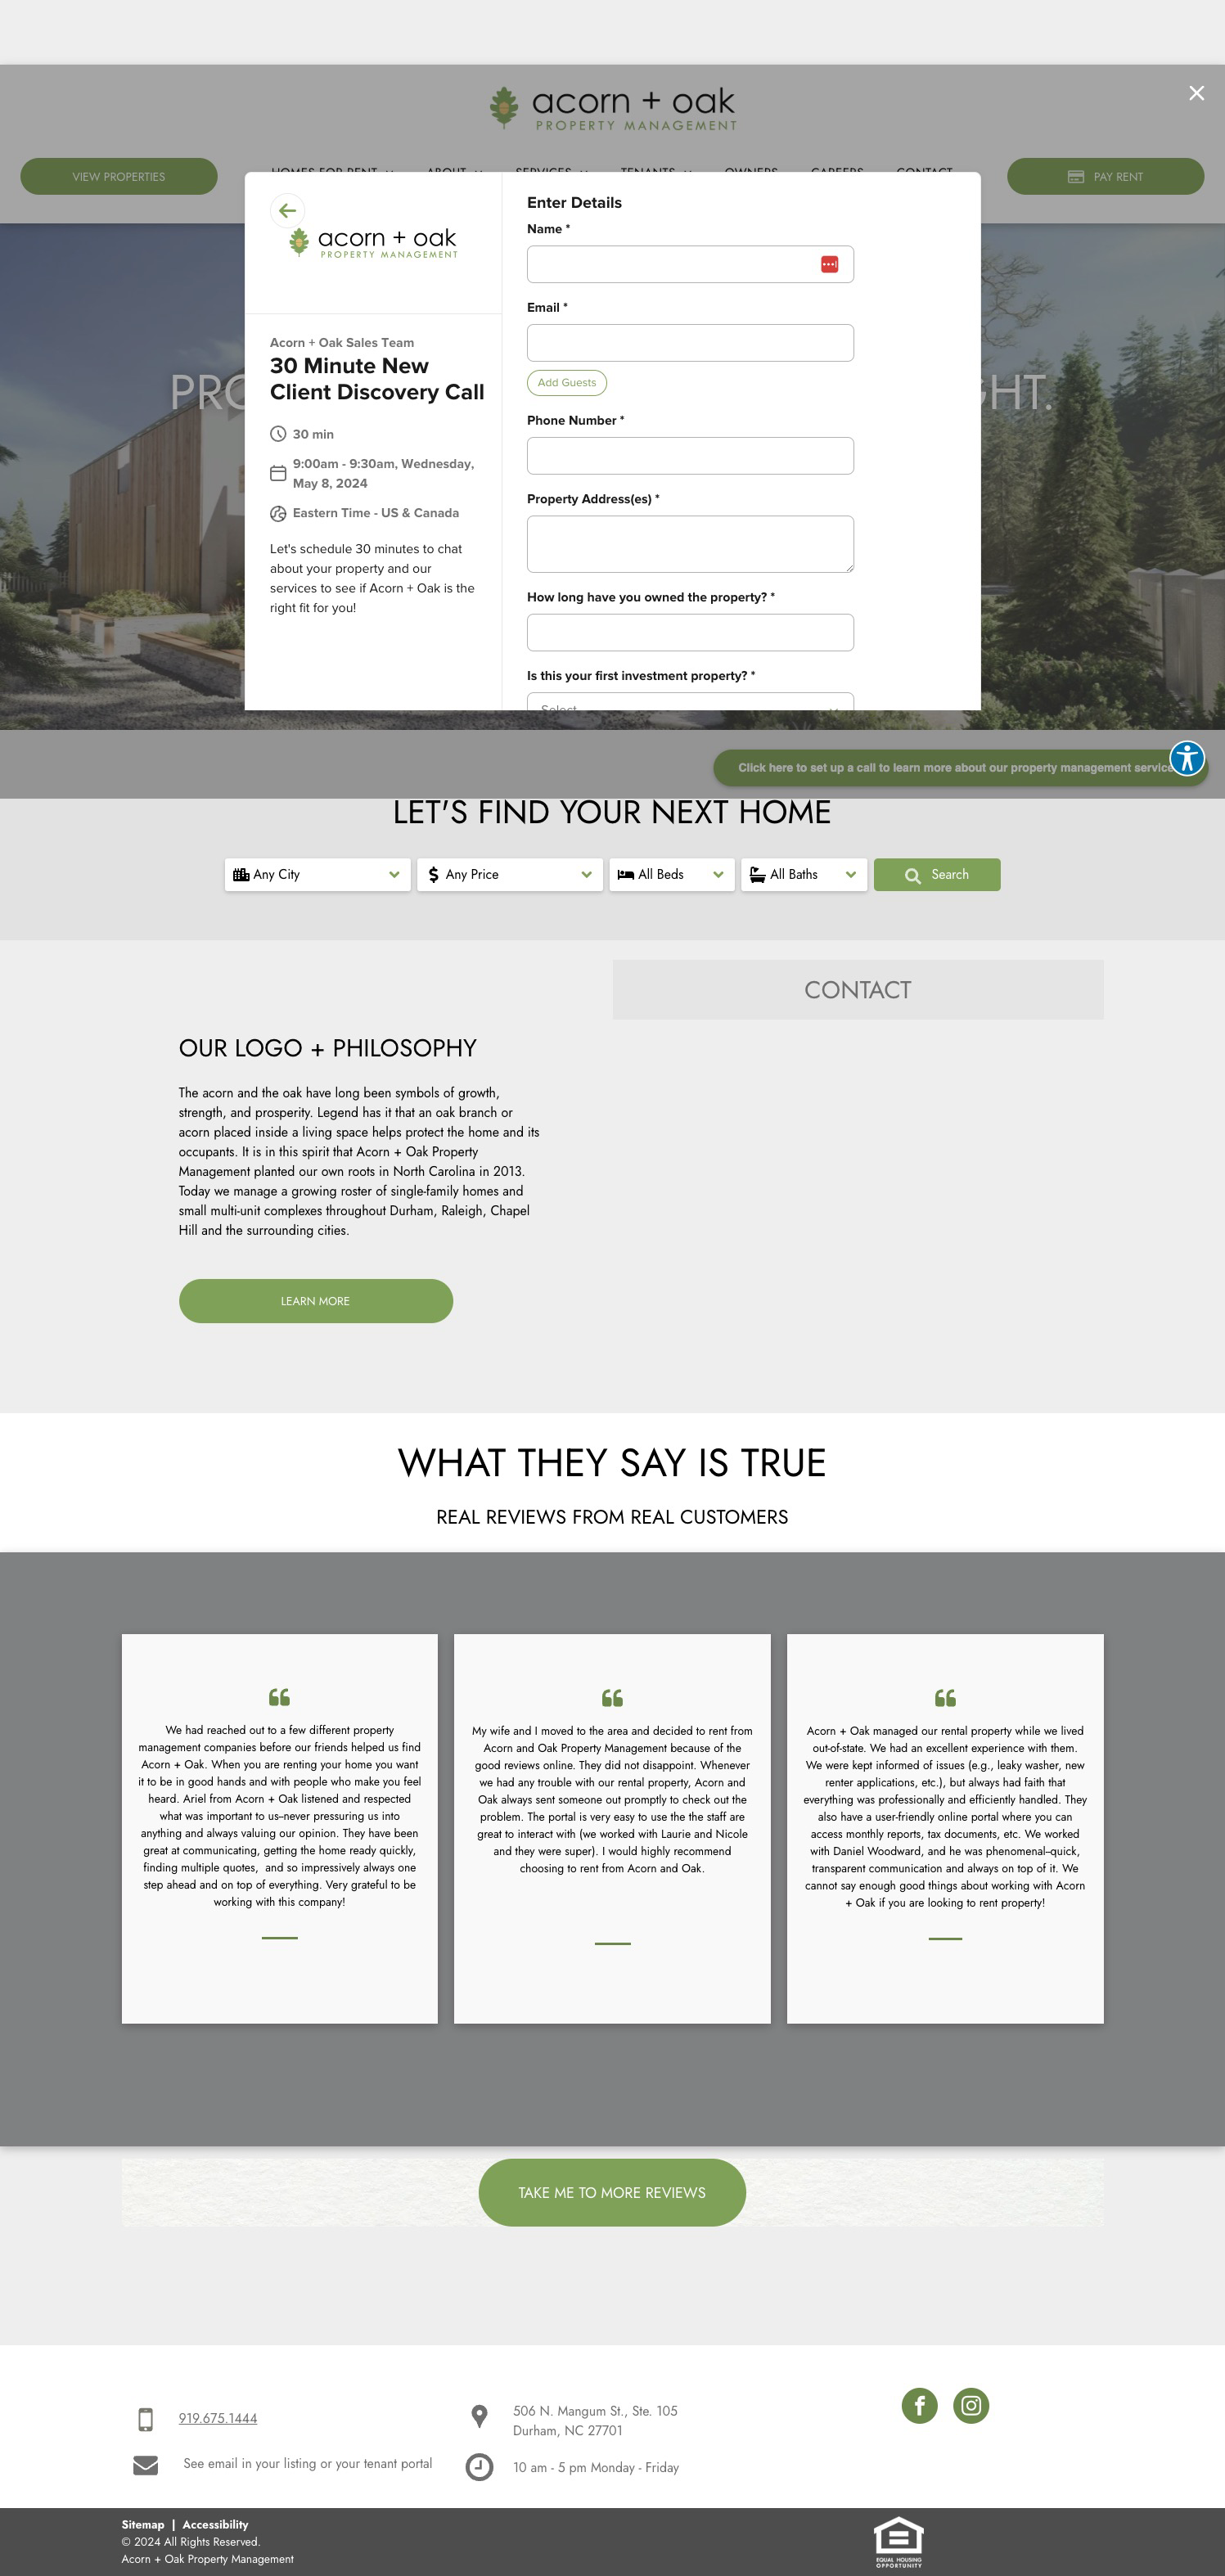 acorn + oak
PROPERTY MANAGEMENT
VIEW PROPERTIES
HOMES FOR RENT
ABOUT
SERVICES
TENANTS
OWNERS
CAREERS
CONTACT
PAY RENT
acorn + oak
PROPERTY MANAGEMENT
Acorn + Oak Sales Team
30 Minute New
Client Discovery Call
30 min
9:00am - 9:30am, Wednesday,
May 8, 2024
Eastern Time - US & Canada
Let's schedule 30 minutes to chat
about your property and our
services to see if Acorn + Oak is the
right fit for you!
Enter Details
Name *
Email *
Add Guests
Phone Number *
Property Address(es) *
How long have you owned the property? *
Is this your first investment property? *
Select...
Click here to set up a call to learn more about our property management service
LET'S FIND YOUR NEXT HOME
Any City
Any Price
All Beds
All Baths
Search
CONTACT
OUR LOGO + PHILOSOPHY
The acorn and the oak have long been symbols of growth,
strength, and prosperity. Legend has it that an oak branch or
acorn placed inside a living space helps protect the home and its
occupants. It is in this spirit that Acorn + Oak Property
Management planted our own roots in North Carolina in 2013.
Today we manage a growing roster of single-family homes and
small multi-unit complexes throughout Durham, Raleigh, Chapel
Hill and the surrounding cities.
LEARN MORE
WHAT THEY SAY IS TRUE
REAL REVIEWS FROM REAL CUSTOMERS
We had reached out to a few different property
management companies before our friends helped us find
Acorn + Oak. When you are renting your home you want
it to be in good hands and with people who make you feel
heard. Ariel from Acorn + Oak listened and respected
what was important to us--never pressuring us into
anything and always valuing our opinion. They have been
great at communicating, getting the home ready quickly,
finding multiple quotes,  and so impressively always one
step ahead and on top of everything. Very grateful to be
working with this company!
My wife and I moved to the area and decided to rent from
Acorn and Oak Property Management because of the
good reviews online. They did not disappoint. Whenever
we had any trouble with our rental property, Acorn and
Oak always sent someone out promptly to check out the
problem. The portal is very easy to use the the staff are
great to interact with (we worked with Laurie and Nicole
and they were super). I would highly recommend
choosing to rent from Acorn and Oak.
Acorn + Oak managed our rental property while we lived
out-of-state. We had an excellent experience with them.
We were kept informed of issues (e.g., leaky washer, new
renter applications, etc.), but always had faith that
everything was professionally and efficiently handled. They
also have a user-friendly online portal where you can
access monthly reports, tax documents, etc. We worked
with Daniel Woodward, and he was phenomenal--quick,
transparent communication and always on top of it. We
cannot say enough good things about working with Acorn
+ Oak if you are looking to rent property!
TAKE ME TO MORE REVIEWS
919.675.1444
See email in your listing or your tenant portal
506 N. Mangum St., Ste. 105
Durham, NC 27701
10 am - 5 pm Monday - Friday
Sitemap | Accessibility
© 2024 All Rights Reserved.
Acorn + Oak Property Management
EQUAL HOUSING
OPPORTUNITY